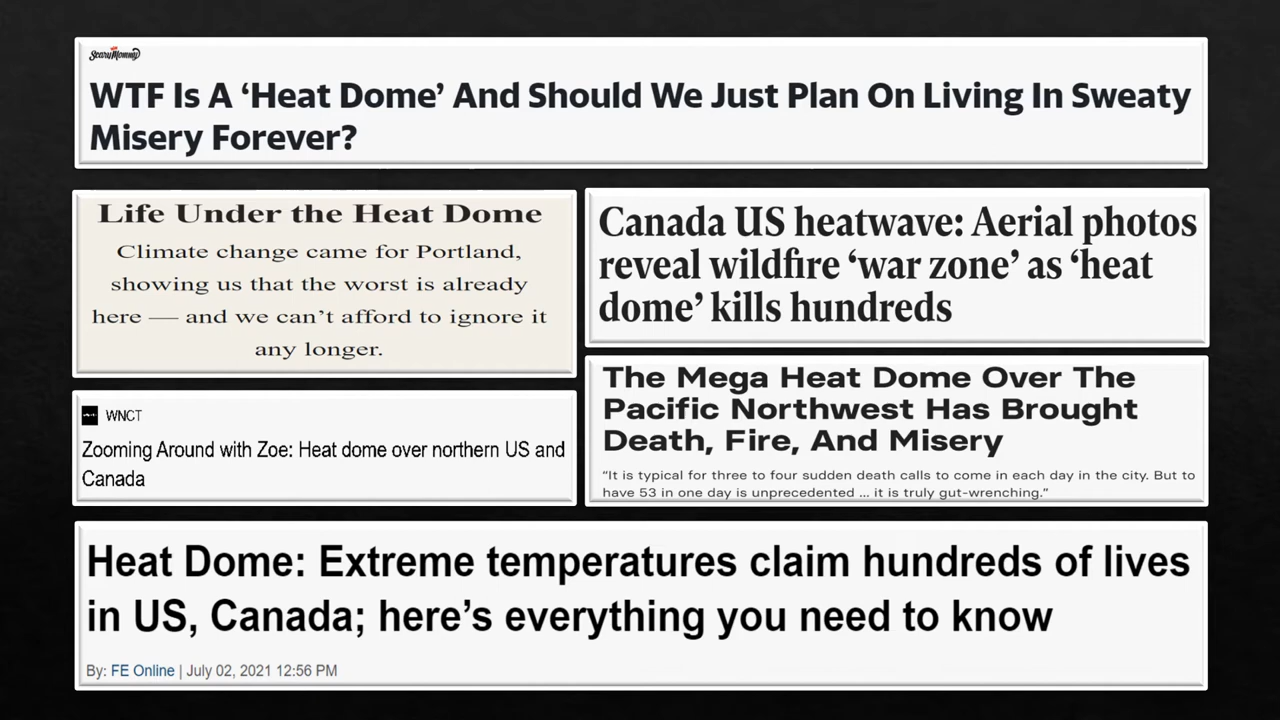 Scary Mommy
WTF Is A ‘Heat Dome’ And Should We Just Plan On Living In Sweaty
Misery Forever?
Life Under the Heat Dome
Climate change came for Portland,
showing us that the worst is already
here — and we can’t afford to ignore it
any longer.
Canada US heatwave: Aerial photos
reveal wildfire ‘war zone’ as ‘heat
dome’ kills hundreds
WNCT
Zooming Around with Zoe: Heat dome over northern US and
Canada
The Mega Heat Dome Over The
Pacific Northwest Has Brought
Death, Fire, And Misery
“It is typical for three to four sudden death calls to come in each day in the city. But to
have 53 in one day is unprecedented ... it is truly gut-wrenching.”
Heat Dome: Extreme temperatures claim hundreds of lives
in US, Canada; here’s everything you need to know
By: FE Online | July 02, 2021 12:56 PM